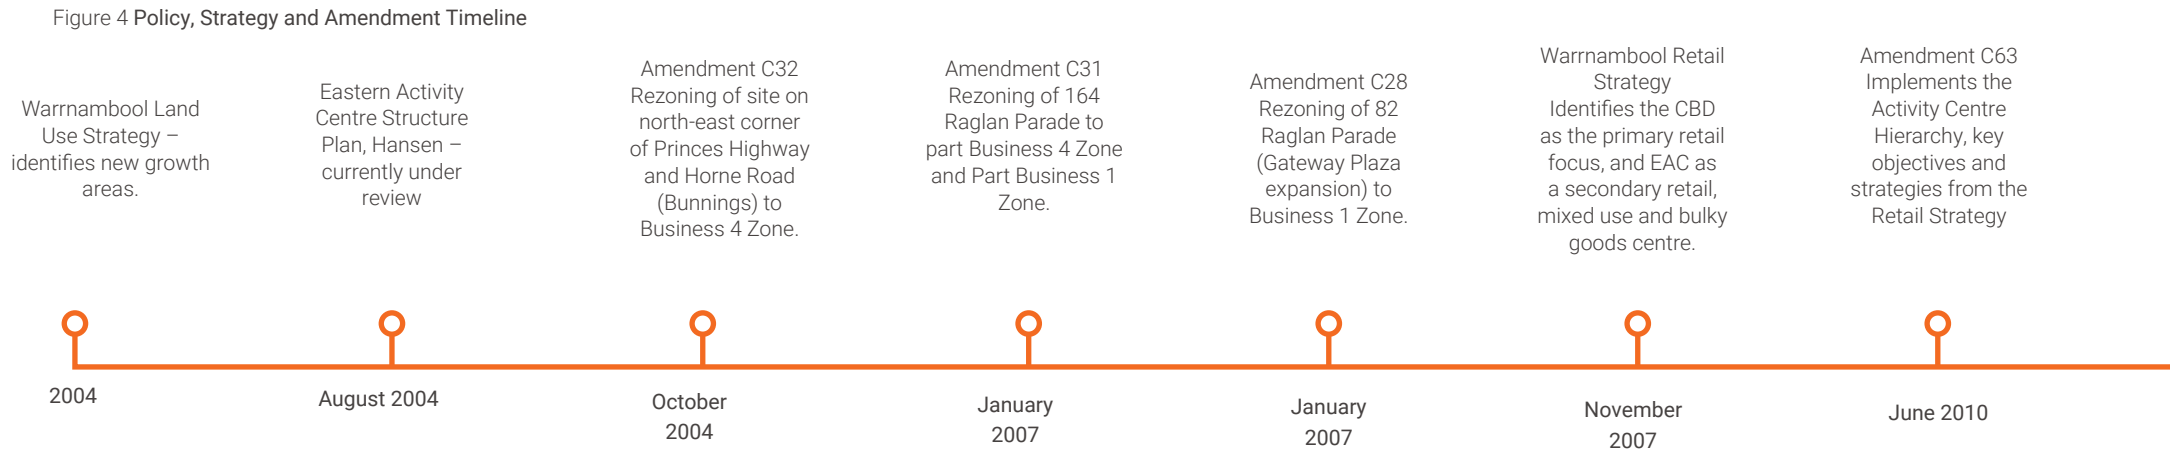 Figure 4 Policy, Strategy and Amendment Timeline
Warrnambool Land
Use Strategy –
identifies new growth
areas.
Eastern Activity
Centre Structure
Plan, Hansen –
currently under
review
Amendment C32
Rezoning of site on
north-east corner
of Princes Highway
and Horne Road
(Bunnings) to
Business 4 Zone.
Amendment C31
Rezoning of 164
Raglan Parade to
part Business 4 Zone
and Part Business 1
Zone.
Amendment C28
Rezoning of 82
Raglan Parade
(Gateway Plaza
expansion) to
Business 1 Zone.
Warrnambool Retail
Strategy
Identifies the CBD
as the primary retail
focus, and EAC as
a secondary retail,
mixed use and bulky
goods centre.
Amendment C63
Implements the
Activity Centre
Hierarchy, key
objectives and
strategies from the
Retail Strategy
2004
August 2004
October
2004
January
2007
January
2007
November
2007
June 2010